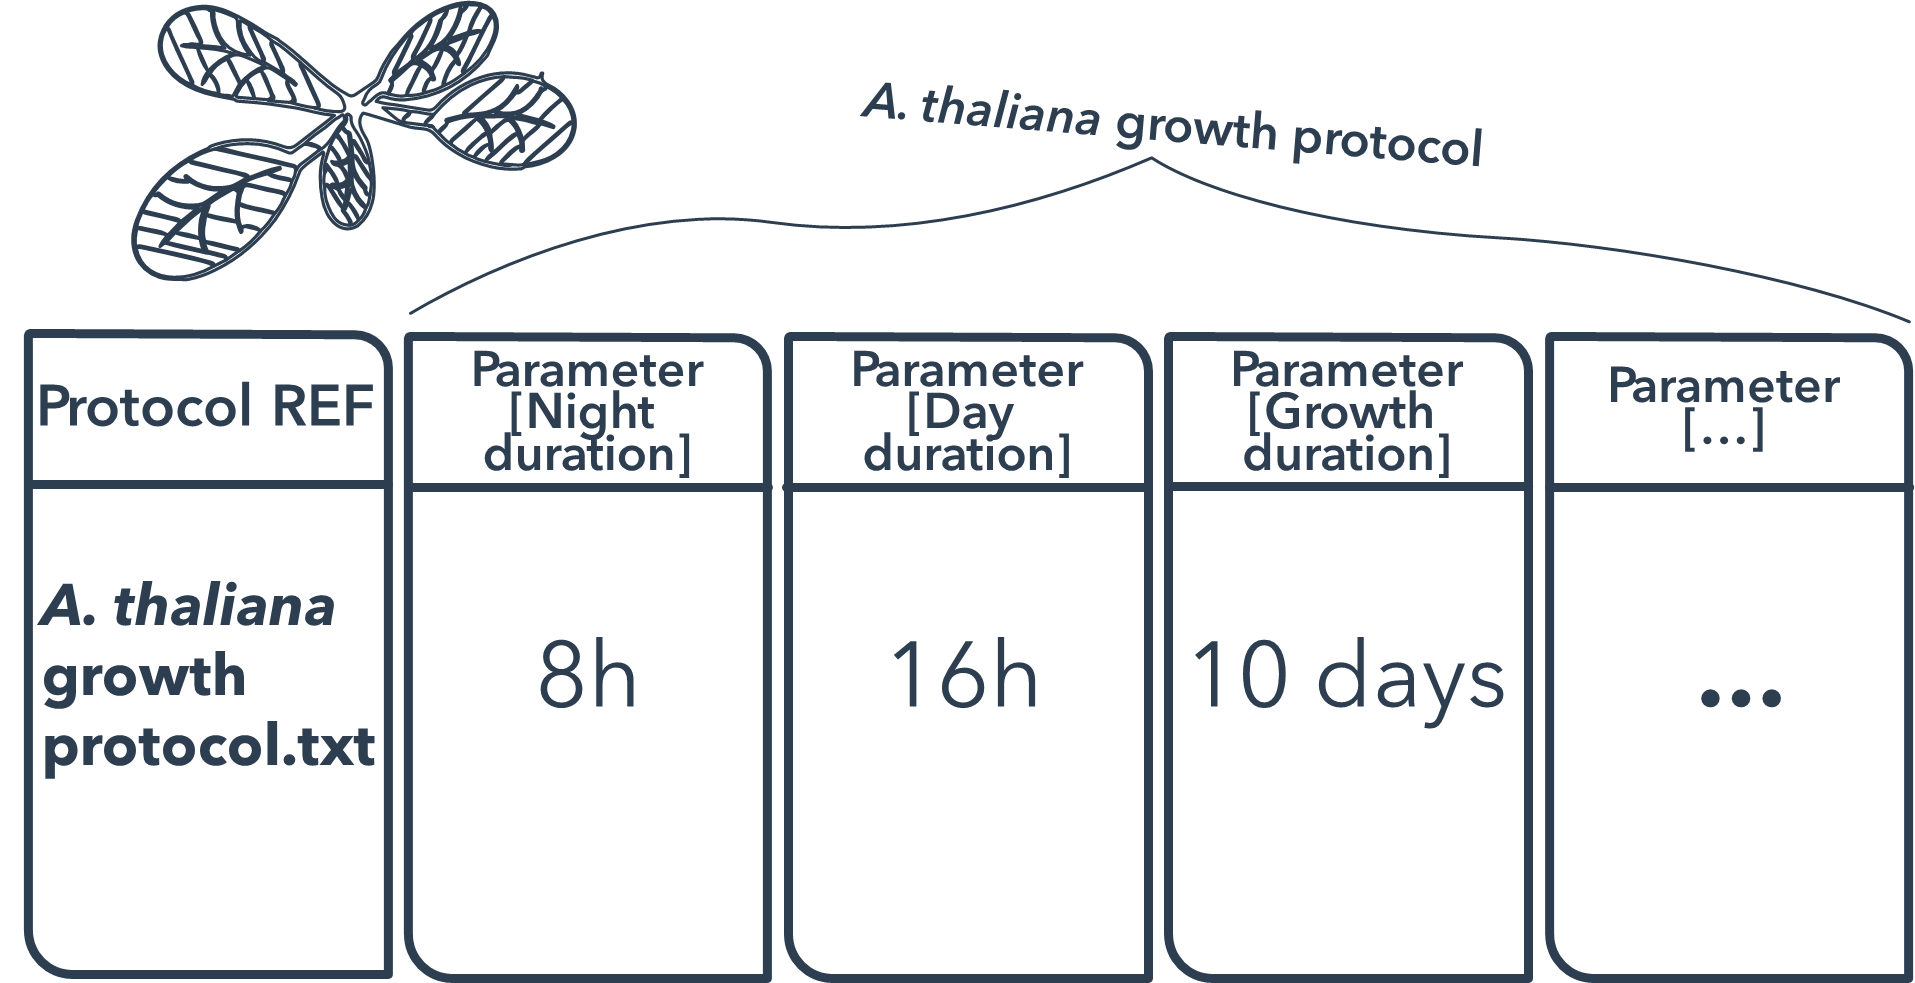 A. thaliana growth protocol
Protocol REF
Parameter
[Night
duration]
Parameter
[Day
duration]
Parameter
[Growth
duration]
Parameter
[...]
A. thaliana
growth
protocol.txt
8h
16h
10 days
...